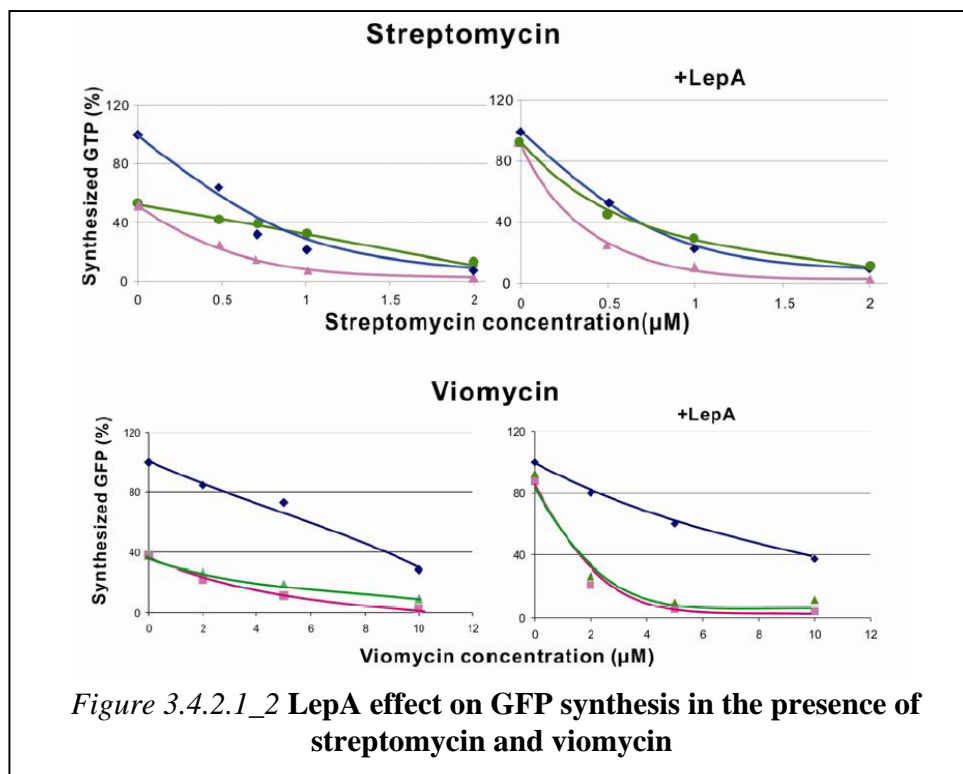 Streptomycin
+LepA
Synthesized GTP (%)
120
80
40
0
0 0.5 1 1.5 2
120
80
40
0
0 0.5 1 1.5 2
Streptomycin concentration(µM)
Viomycin
+LepA
Synthesized GFP (%)
120
80
40
0
0 2 4 6 8 10 12
120
80
40
0
0 2 4 6 8 10 12
Viomycin concentration (µM)
Figure 3.4.2.1_2 LepA effect on GFP synthesis in the presence of
streptomycin and viomycin